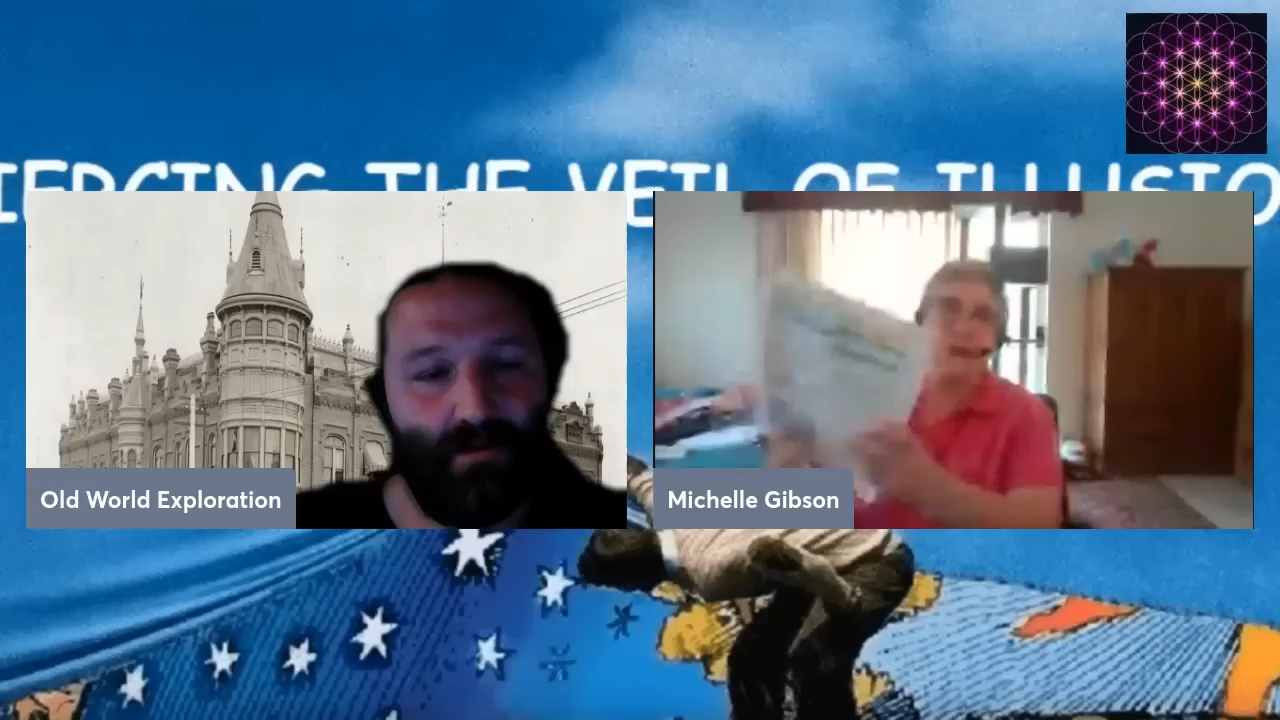 IERCING THE VEIL OF ILLUSIO
Old World Exploration
Michelle Gibson